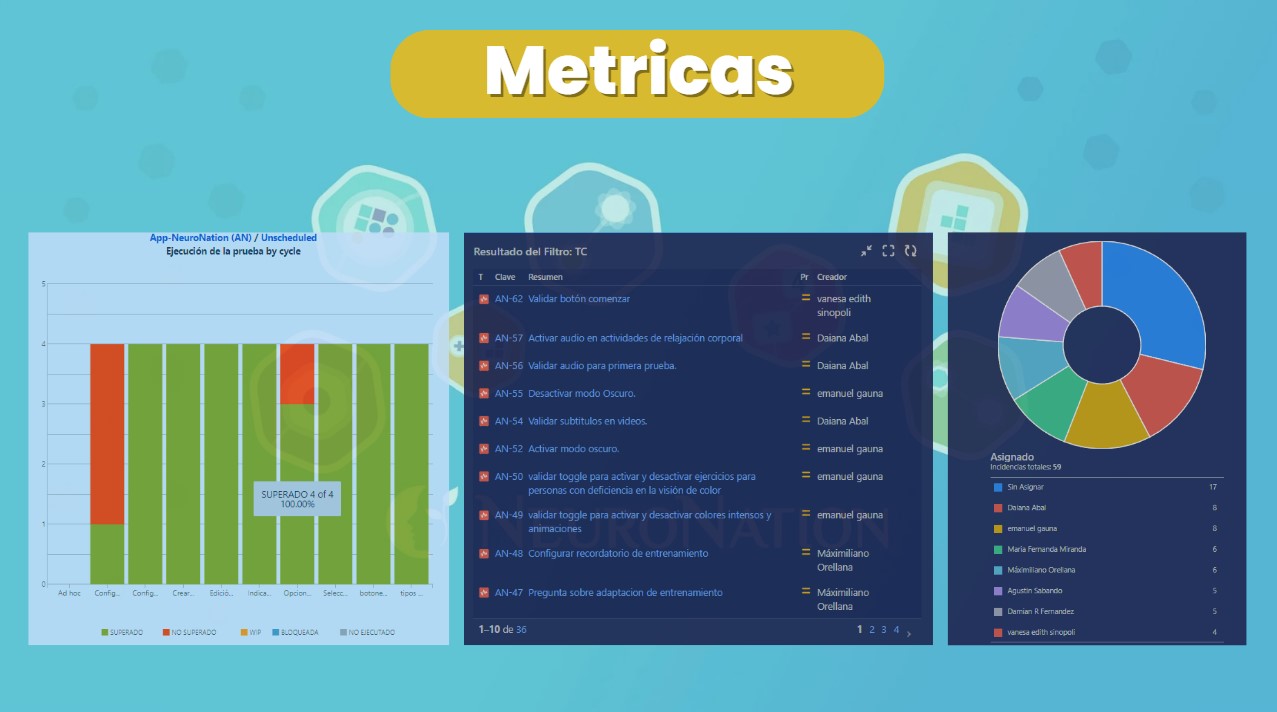 Metricas
App-NeuroNation (AN) / Unscheduled
Ejecución de la prueba by cycle
5
4
3
2
1
0
SUPERADO 4 of 4
100.00%
Ad hoc Config... Config... Crear... Edició... Indica... Opcion... Selecc... botone... tipos ...
SUPERADO NO SUPERADO WIP BLOQUEADA NO EJECUTADO
Resultado del Filtro: TC
T Clave Resumen Pr Creador
AN-62 Validar botón comenzar vanesa edith
sinopoli
AN-57 Activar audio en actividades de relajación corporal Daiana Abal
AN-56 Validar audio para primera prueba. Daiana Abal
AN-55 Desactivar modo Oscuro. emanuel gauna
AN-54 Validar subtitulos en videos. Daiana Abal
AN-52 Activar modo oscuro. emanuel gauna
AN-50 validar toggle para activar y desactivar ejercicios para emanuel gauna
personas con deficiencia en la visión de color
AN-49 validar toggle para activar y desactivar colores intensos y emanuel gauna
animaciones
AN-48 Configurar recordatorio de entrenamiento Máximiliano
Orellana
AN-47 Pregunta sobre adaptacion de entrenamiento Máximiliano
Orellana
1–10 de 36 1 2 3 4 >
NEURONATION
Asignado
Incidencias totales: 59
Sin Asignar 17
Daiana Abal 8
emanuel gauna 8
Maria Fernanda Miranda 6
Máximiliano Orellana 6
Agustin Sabando 5
Damian R Fernandez 5
vanesa edith sinopoli 4